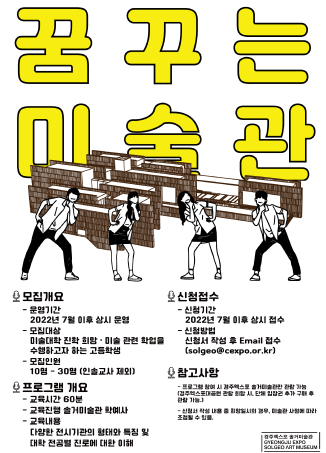 꿈 꾸 는
미 술 관
모집개요
- 운영기간
2022년 7월 이후 상시 운영
- 모집대상
미술대학 진학 희망 · 미술 관련 학업을
수행하고자 하는 고등학생
- 모집인원
10명 - 30명 (인솔교사 제외)
프로그램 개요
- 교육시간 60분
- 교육진행 솔거미술관 학예사
- 교육내용
다양한 전시기관의 형태와 특징 및
대학 전공별 진로에 대한 이해
신청접수
- 신청기간
2022년 7월 이후 상시 접수
- 신청방법
신청서 작성 후 Email 접수
(solgeo@cexpo.or.kr)
참고사항
- 프로그램 참여 시 경주엑스포 솔거미술관만 관람 가능
(경주엑스포대공원 관람 희망 시, 단체 입장권 추가 구매 후
관람 가능.)
- 신청서 작성 내용 중 희망일시의 경우, 미술관 사정에 따라
조정될 수 있음.
경주엑스포 솔거미술관
GYEONGJU EXPO
SOLGEO ART MUSEUM